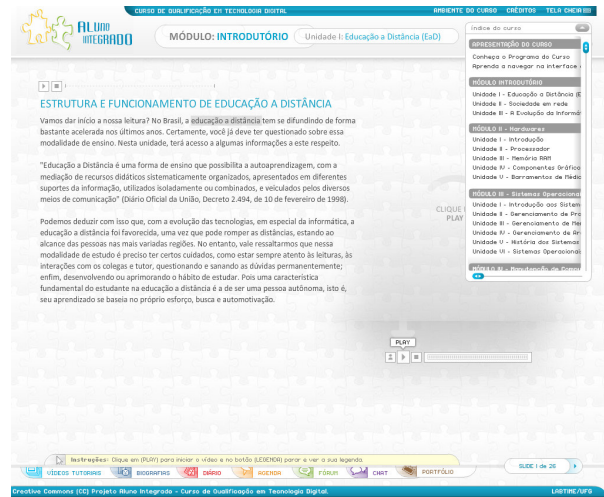 CURSO DE QUALIFICAÇÃO EM TECNOLOGIA DIGITAL
AMBIENTE DO CURSO CRÉDITOS TELA CHEIA
ALUNO INTEGRADO
MÓDULO: INTRODUTÓRIO
Unidade I: Educação a Distância (EaD)
Índice do curso
APRESENTAÇÃO DO CURSO
Conheça o Programa do Curso
Aprenda a navegar na interface
MÓDULO INTRODUTÓRIO
Unidade I - Educação a Distância (E
Unidade II - Sociedade em rede
Unidade III - A Evolução da Informá
MÓDULO II - Hardwares
Unidade I - Introdução
Unidade II - Processador
Unidade III - Memória RAM
Unidade IV - Componentes Gráfico
Unidade V - Barramentos de Médic
MÓDULO III - Sistemas Operacional
Unidade I - Introdução aos Sistem
Unidade II - Gerenciamento de Pro
Unidade III - Gerenciamento de Me
Unidade IV - Gerenciamento de Ar
Unidade V - História dos Sistemas
Unidade VI - Sistemas Operacionais
MÓDULO IV - Manutenção de Compu
ESTRUTURA E FUNCIONAMENTO DE EDUCAÇÃO A DISTÂNCIA
Vamos dar início a nossa leitura? No Brasil, a educação a distância tem se difundindo de forma
bastante acelerada nos últimos anos. Certamente, você já deve ter questionado sobre essa
modalidade de ensino. Nesta unidade, terá acesso a algumas informações a este respeito.
"Educação a Distância é uma forma de ensino que possibilita a autoaprendizagem, com a
mediação de recursos didáticos sistematicamente organizados, apresentados em diferentes
suportes da informação, utilizados isoladamente ou combinados, e veiculados pelos diversos
meios de comunicação" (Diário Oficial da União, Decreto 2.494, de 10 de fevereiro de 1998).
Podemos deduzir com isso que, com a evolução das tecnologias, em especial da informática, a
educação a distância foi favorecida, uma vez que pode romper as distâncias, estando ao
alcance das pessoas nas mais variadas regiões. No entanto, vale ressaltarmos que nessa
modalidade de estudo é preciso ter certos cuidados, como estar sempre atento às leituras, às
interações com os colegas e tutor, questionando e sanando as dúvidas permanentemente;
enfim, desenvolvendo ou aprimorando o hábito de estudar. Pois uma característica
fundamental do estudante na educação a distância é a de ser uma pessoa autônoma, isto é,
seu aprendizado se baseia no próprio esforço, busca e automotivação.
CLIQUE
PLAY
PLAY
Instruções: Clique em (PLAY) para iniciar o vídeo e no botão (LEGENDA) parar e ver a sua legenda.
VÍDEOS TUTORIAIS BIOGRAFIAS DIÁRIO AGENDA FÓRUM CHAT PORTFÓLIO
SLIDE 1 de 26
Creative Commons (CC) Projeto Aluno Integrado - Curso de Qualificação em Tecnologia Digital.
LABTIME/UFG